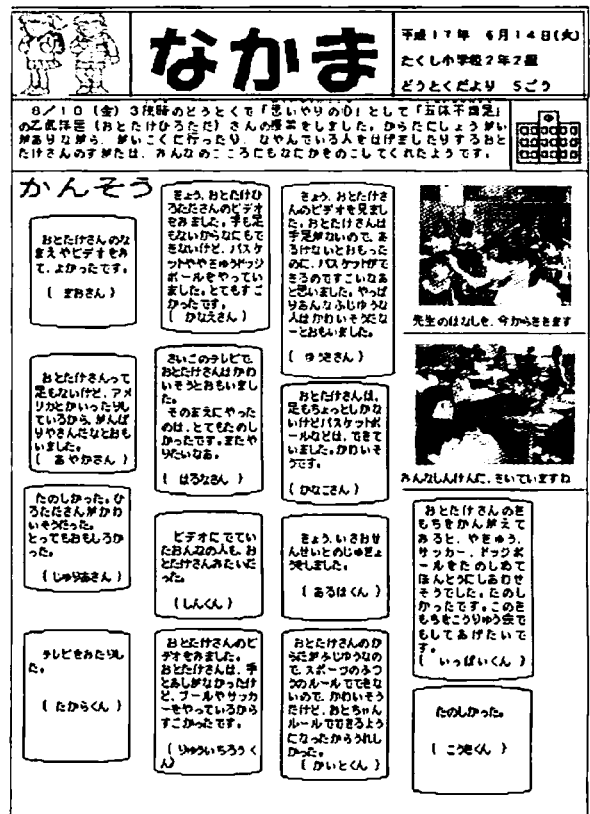 なかま
平成17年 6月14日(火)
たくし小学校2年2組
どうとくだより 5ごう
6/10(金)3校時のどうとくで「思いやりの心」として「五体不満足」
の乙武洋匡(おとたけひろただ)さんの授業をしました。からだにしょうがい
がありながら、がいこくに行ったり、なやんでいる人をはげましたりするおと
たけさんのすがたは、みんなのこころにもなにかをのこしてくれたようです。
かんそう
おとたけさんのな
まえやビデオをみ
て、よかったです。
( まおさん )
おとたけさんって
足もないけど、アメ
リカとかいったりし
ているから、がんば
りやさんだなとおも
いました。
( あやかさん )
たのしかった。ひ
ろたださんがかわ
いそうだった。
とってもおもしろか
った。
( じゅりあさん )
テレビをみたりし
た。
( たからくん )
きょう、おとたけひ
ろたださんのビデオ
をみました。手も足
もないからなにもで
きないけど、バスケ
ットややきゅうドッジ
ボールをやってい
ました。とてもすご
かったです。
( かなえさん )
さいごのテレビで、
おとたけさんはかわ
いそうとおもいまし
た。
そのまえにやった
のは、とてもたのし
かったです。またや
りたいなあ。
( はるなさん )
ビデオにでてい
たおんなの人も、お
とたけさんみたいだ
った。
( しんくん )
おとたけさんのビ
デオをみました。
おとたけさんは、手
とあしがなかったけ
ど、プールやサッカ
ーをやっているから
すごかったです。
( りゅういちろうく
ん)
きょう、おとたけさ
んのビデオを見まし
た。おとたけさんは
手足がないので、あ
るけないとおもった
のに、バスケットがで
きるのですごいなあ
と思いました。やっぱ
りあんなふじゆうな
人はかわいそうだな
ーとおもいました。
( ゆうきさん )
おとたけさんは、
足もちょっとしかな
いけどバスケットボ
ールなどは、できて
いました。かわいそ
うです。
( かなこさん )
きょう、いさおせ
んせいとのじゅぎょ
うをしました。
( あるはくん )
おとたけさんのか
らだがふじゆうなの
で、スポーツのふつ
うのルールでできな
いので、かわいそう
だけど、おとちゃん
ルールでできるよう
になったからうれし
かった。
( かいとくん )
先生のはなしを、今からききます
みんなしんけんに、きいていますね
おとたけさんのき
もちをかんがえて
みると、やきゅう、
サッカー、ドッジボ
ールをたのしめて
ほんとうにしあわせ
そうでした。たのし
かったです。このき
もちをこうりゅう会で
もしてあげたいで
す。
( いっぱいくん )
たのしかった。
( こうきくん )